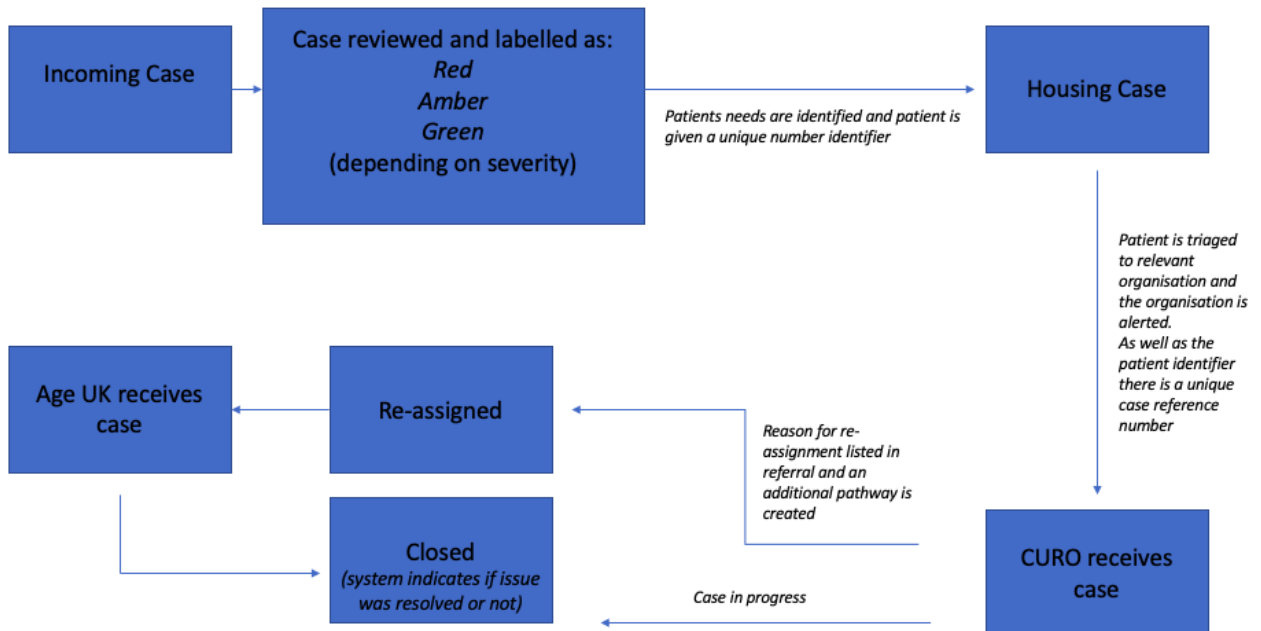 Incoming Case
Case reviewed and labelled as:
Red
Amber
Green
(depending on severity)
Patients needs are identified and patient is
given a unique number identifier
Housing Case
Patient is triaged
to relevant
organisation and
the organisation is
alerted.
As well as the
patient identifier
there is a unique
case reference
number
CURO receives
case
Reason for re-
assignment listed in
referral and an
additional pathway is
created
Re-assigned
Age UK receives
case
Case in progress
Closed
(system indicates if issue
was resolved or not)